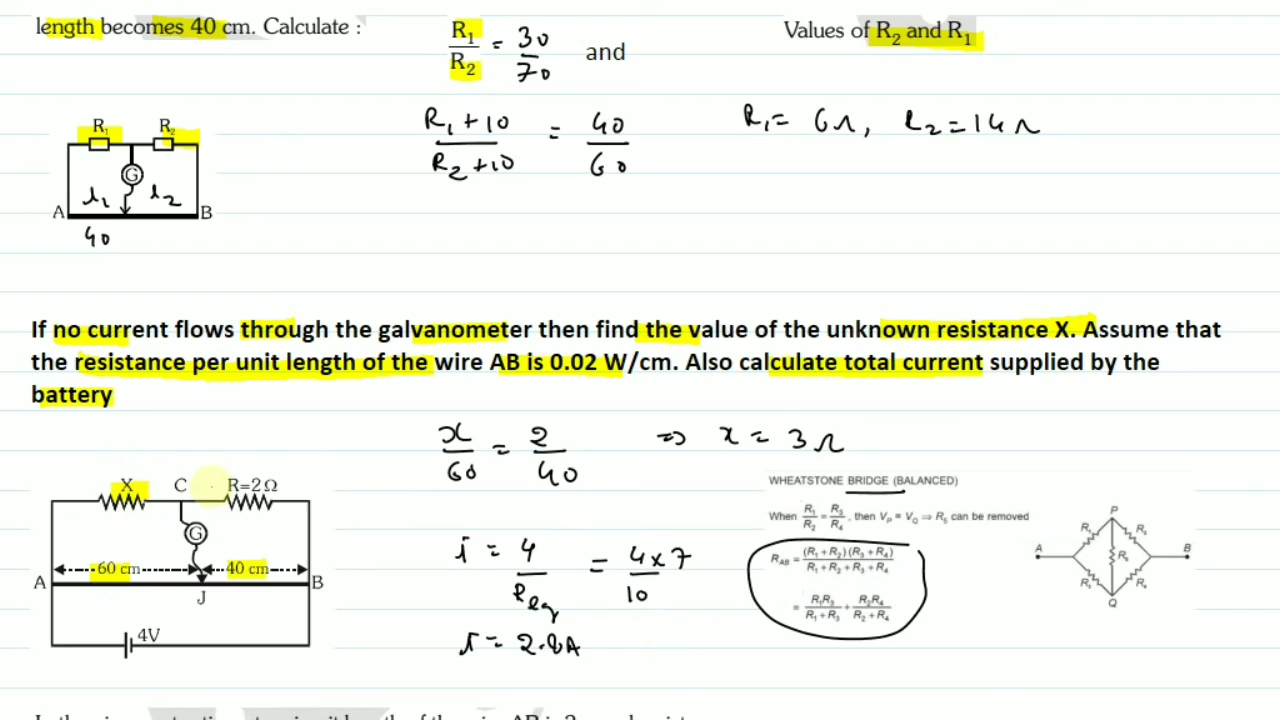 length becomes 40 cm. Calculate :
R1/R2 = 30/70 and
Values of R2 and R1
(R1 + 10)/(R2 + 10) = 40/60
R1 = 6Ω, R2 = 14Ω
R1 R2
G
l1 l2
A B
40
If no current flows through the galvanometer then find the value of the unknown resistance X. Assume that
the resistance per unit length of the wire AB is 0.02 W/cm. Also calculate total current supplied by the
battery
x/60 = 2/40 ⇒ x = 3Ω
X C R=2Ω
G
60 cm 40 cm
A B
J
4V
i = 4/Req = 4×7/10
i = 2.8A
WHEATSTONE BRIDGE (BALANCED)
When R1/R2 = R3/R4, then VP = VQ ⇒ R5 can be removed
RAB = (R1 + R2)(R3 + R4)/(R1 + R2 + R3 + R4)
= R1R3/(R1 + R3) + R2R4/(R2 + R4)
P
A B
R5
R4
Q